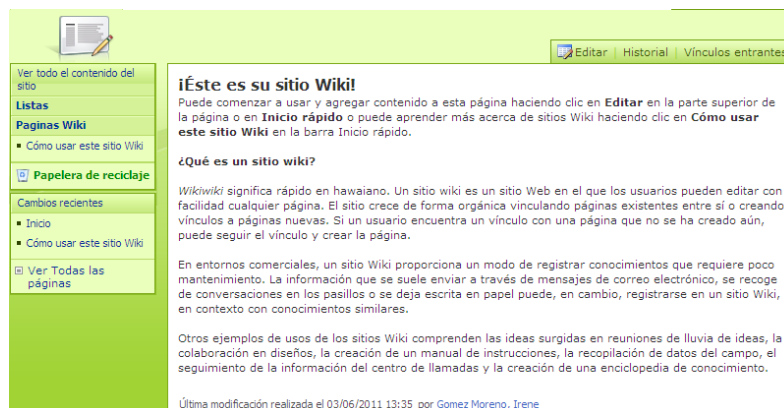 Editar | Historial | Vínculos entrantes
Ver todo el contenido del
sitio
Listas
Paginas Wiki
Cómo usar este sitio Wiki
Papelera de reciclaje
Cambios recientes
Inicio
Cómo usar este sitio Wiki
Ver Todas las
páginas
¡Éste es su sitio Wiki!
Puede comenzar a usar y agregar contenido a esta página haciendo clic en Editar en la parte superior de
la página o en Inicio rápido o puede aprender más acerca de sitios Wiki haciendo clic en Cómo usar
este sitio Wiki en la barra Inicio rápido.
¿Qué es un sitio wiki?
Wikiwiki significa rápido en hawaiano. Un sitio wiki es un sitio Web en el que los usuarios pueden editar con
facilidad cualquier página. El sitio crece de forma orgánica vinculando páginas existentes entre sí o creando
vínculos a páginas nuevas. Si un usuario encuentra un vínculo con una página que no se ha creado aún,
puede seguir el vínculo y crear la página.
En entornos comerciales, un sitio Wiki proporciona un modo de registrar conocimientos que requiere poco
mantenimiento. La información que se suele enviar a través de mensajes de correo electrónico, se recoge
de conversaciones en los pasillos o se deja escrita en papel puede, en cambio, registrarse en un sitio Wiki,
en contexto con conocimientos similares.
Otros ejemplos de usos de los sitios Wiki comprenden las ideas surgidas en reuniones de lluvia de ideas, la
colaboración en diseños, la creación de un manual de instrucciones, la recopilación de datos del campo, el
seguimiento de la información del centro de llamadas y la creación de una enciclopedia de conocimiento.
Última modificación realizada el 03/06/2011 13:35 por Gomez Moreno, Irene